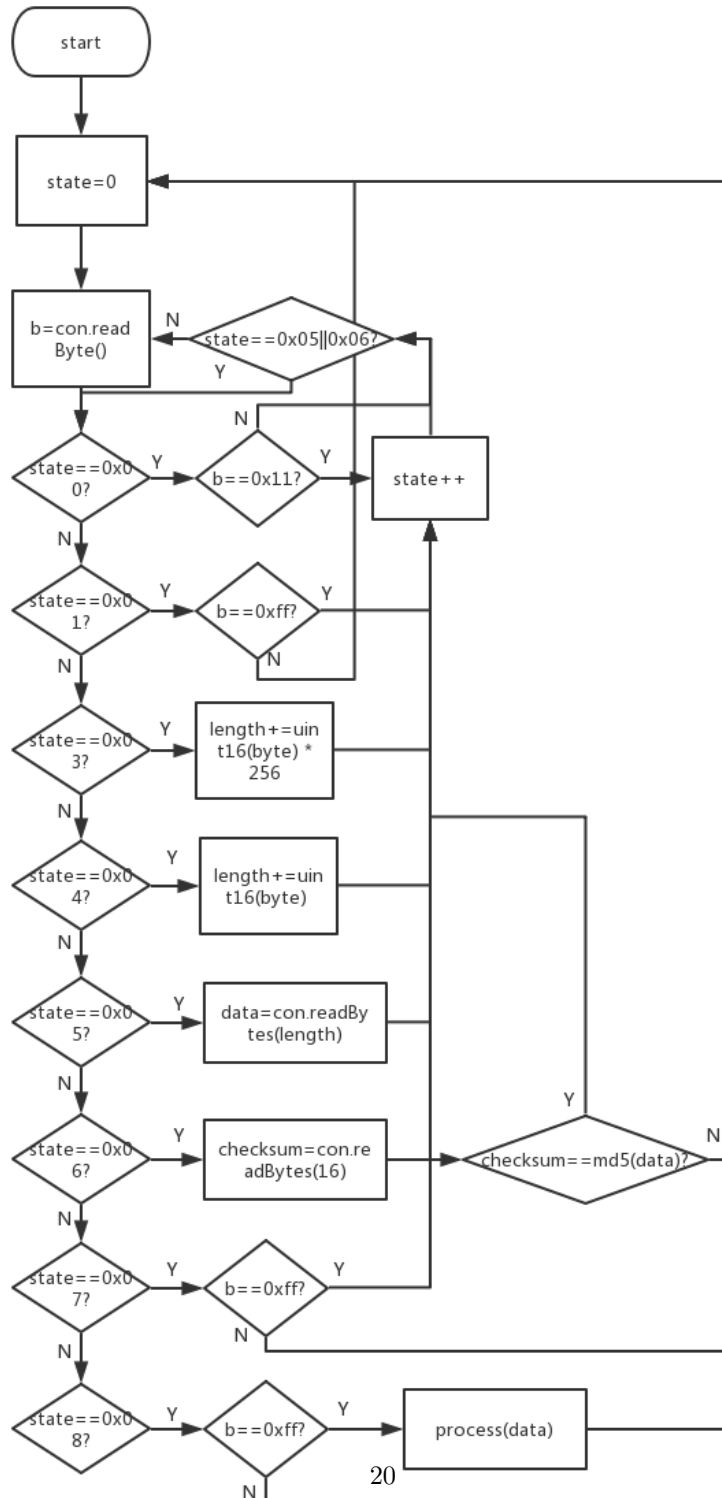 start
state=0
b=con.read
Byte()
N
state==0x05||0x06?
Y
N
state==0x0
0?
Y
b==0x11?
Y
state++
N
state==0x0
1?
Y
b==0xff?
Y
N
N
state==0x0
3?
Y
length+=uin
t16(byte) *
256
N
state==0x0
4?
Y
length+=uin
t16(byte)
N
state==0x0
5?
Y
data=con.readBy
tes(length)
N
state==0x0
6?
Y
checksum=con.re
adBytes(16)
Y
checksum==md5(data)?
N
N
state==0x0
7?
Y
b==0xff?
Y
N
N
state==0x0
8?
Y
b==0xff?
Y
process(data)
N
20